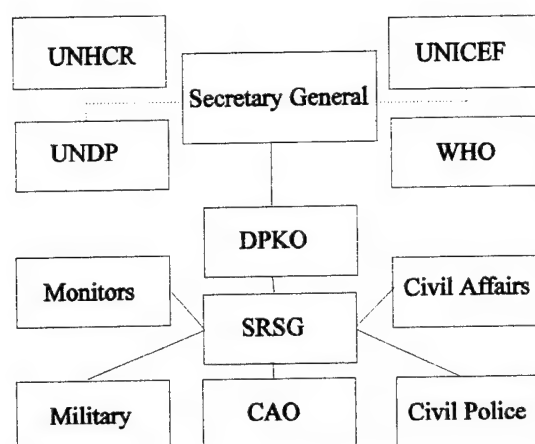 UNHCR
UNICEF
Secretary General
UNDP
WHO
DPKO
Monitors
Civil Affairs
SRSG
Military
CAO
Civil Police